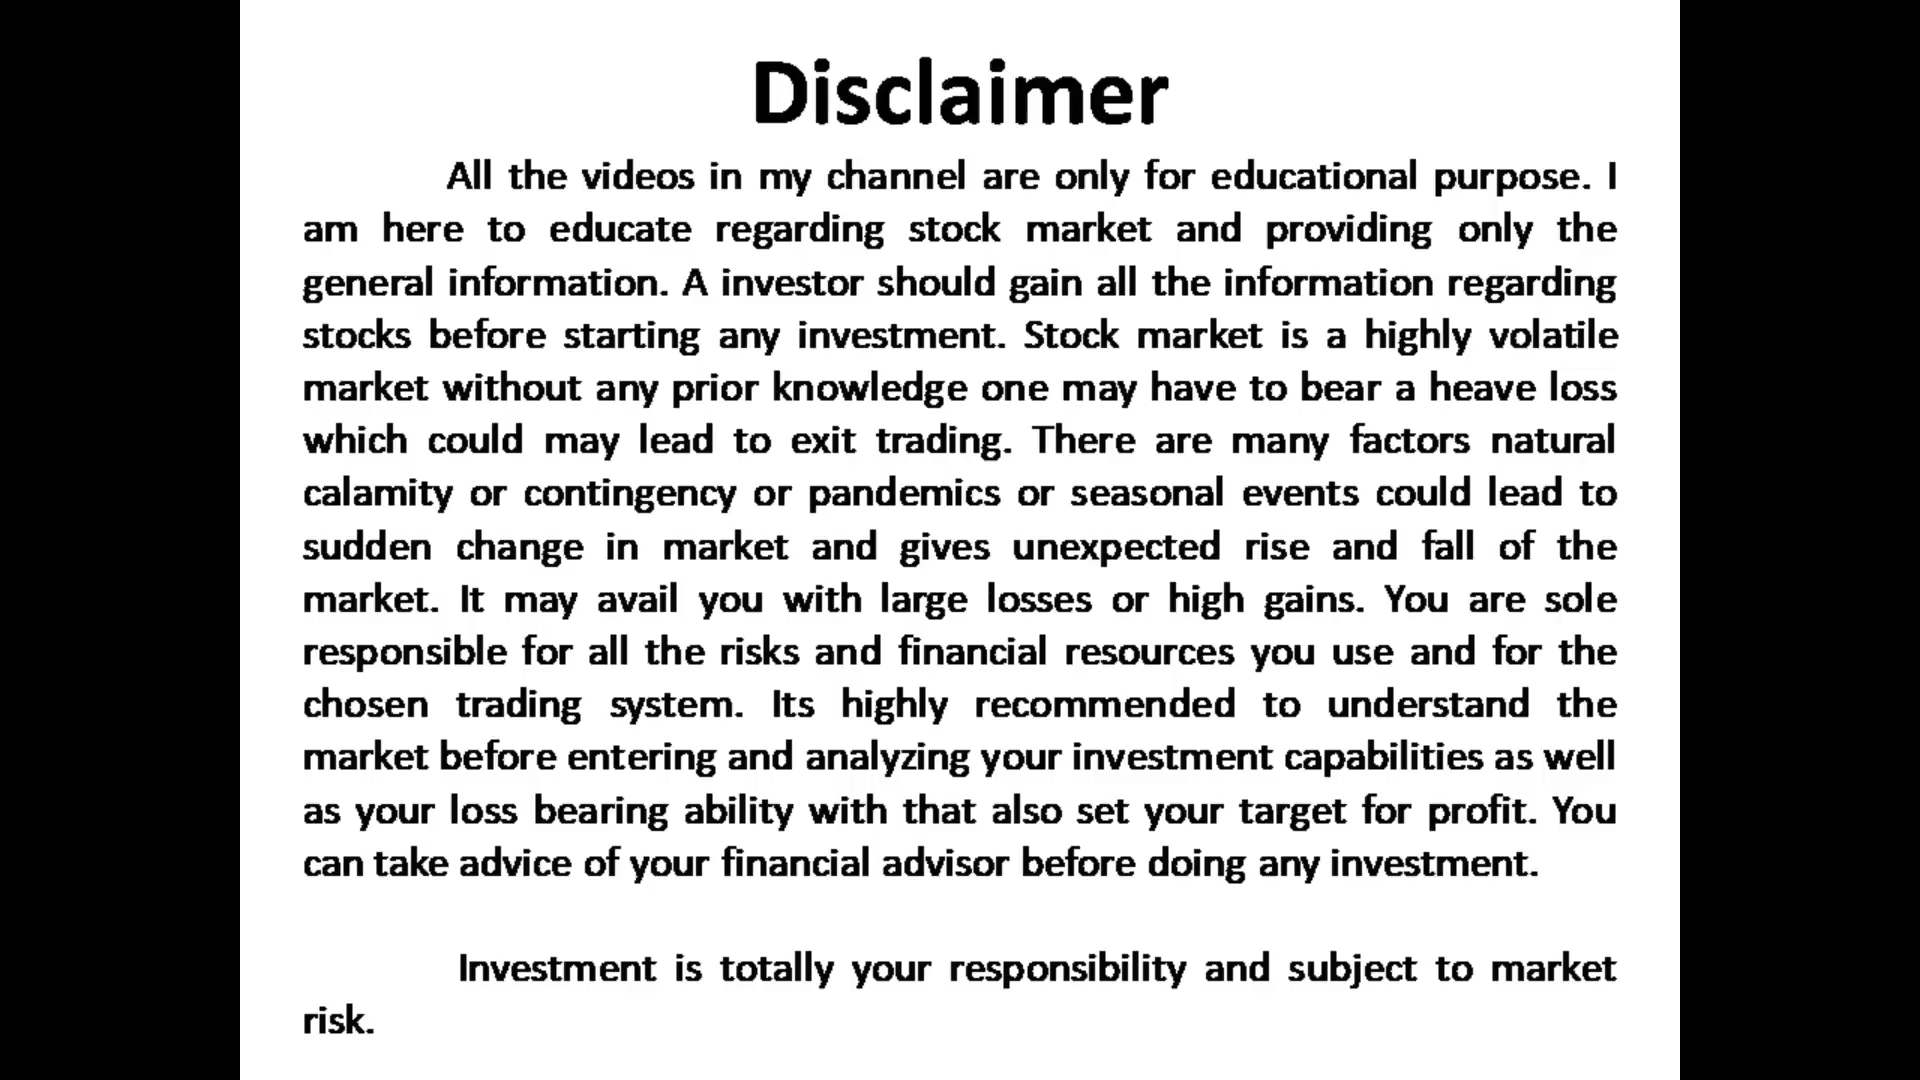 Disclaimer
All the videos in my channel are only for educational purpose. I
am here to educate regarding stock market and providing only the
general information. A investor should gain all the information regarding
stocks before starting any investment. Stock market is a highly volatile
market without any prior knowledge one may have to bear a heave loss
which could may lead to exit trading. There are many factors natural
calamity or contingency or pandemics or seasonal events could lead to
sudden change in market and gives unexpected rise and fall of the
market. It may avail you with large losses or high gains. You are sole
responsible for all the risks and financial resources you use and for the
chosen trading system. Its highly recommended to understand the
market before entering and analyzing your investment capabilities as well
as your loss bearing ability with that also set your target for profit. You
can take advice of your financial advisor before doing any investment.
Investment is totally your responsibility and subject to market
risk.